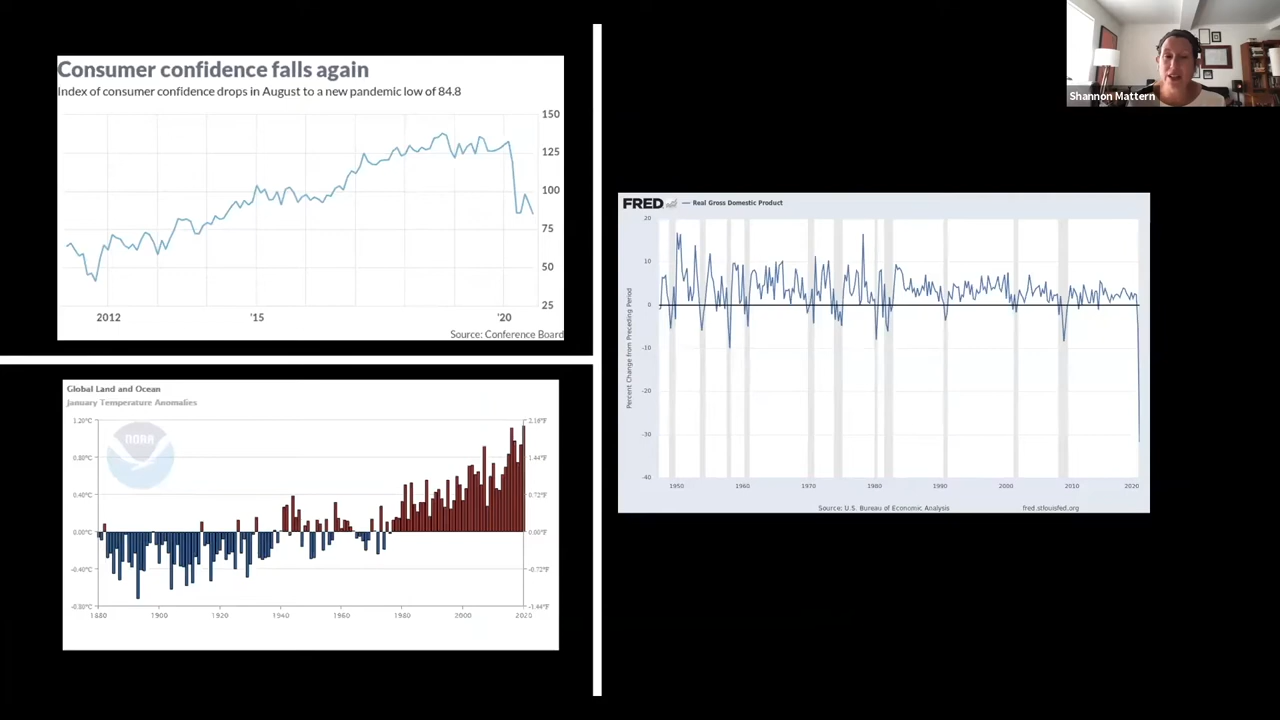 Consumer confidence falls again
Index of consumer confidence drops in August to a new pandemic low of 84.8
150
125
100
75
50
25
2012
'15
'20
Source: Conference Board
Global Land and Ocean
January Temperature Anomalies
NOAA
1.20°C
0.80°C
0.40°C
0.00°C
-0.40°C
-0.80°C
2.16°F
1.44°F
0.72°F
0.00°F
-0.72°F
-1.44°F
1880
1900
1920
1940
1960
1980
2000
2020
Shannon Mattern
FRED
Real Gross Domestic Product
Percent Change from Preceding Period
20
10
0
-10
-20
-30
-40
1950
1960
1970
1980
1990
2000
2010
2020
Source: U.S. Bureau of Economic Analysis
fred.stlouisfed.org